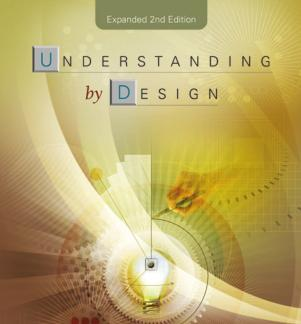 Expanded 2nd Edition
UNDERSTANDING
by DESIGN